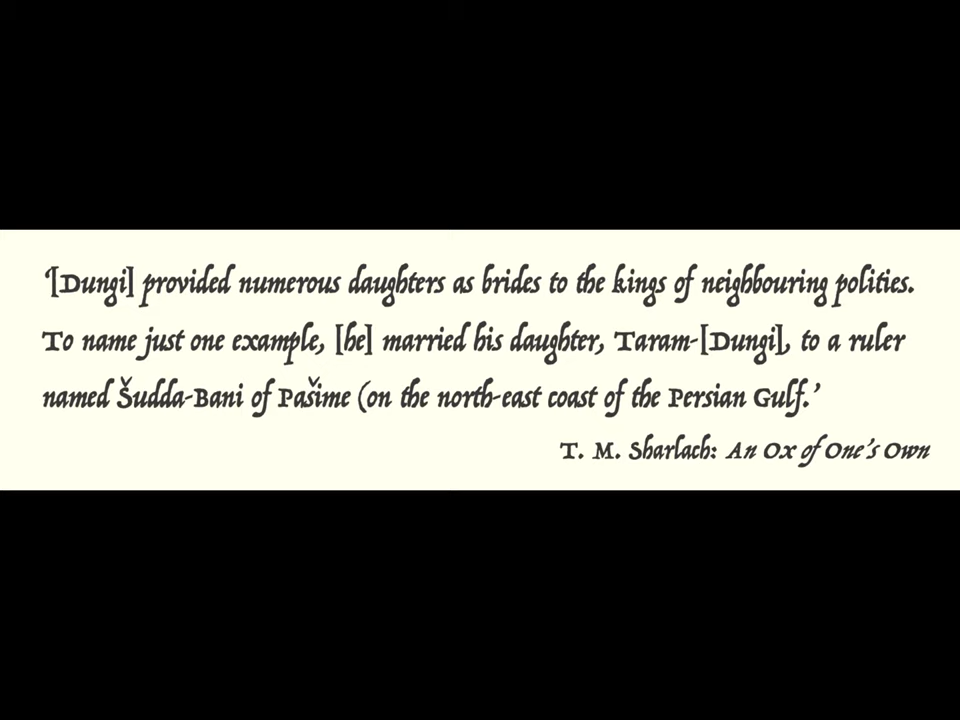 ‘[Dungi] provided numerous daughters as brides to the kings of neighbouring polities.
To name just one example, [he] married his daughter, Taram-[Dungi], to a ruler
named Šudda-Bani of Pašime (on the north-east coast of the Persian Gulf.’
T. M. Sharlach: An Ox of One’s Own